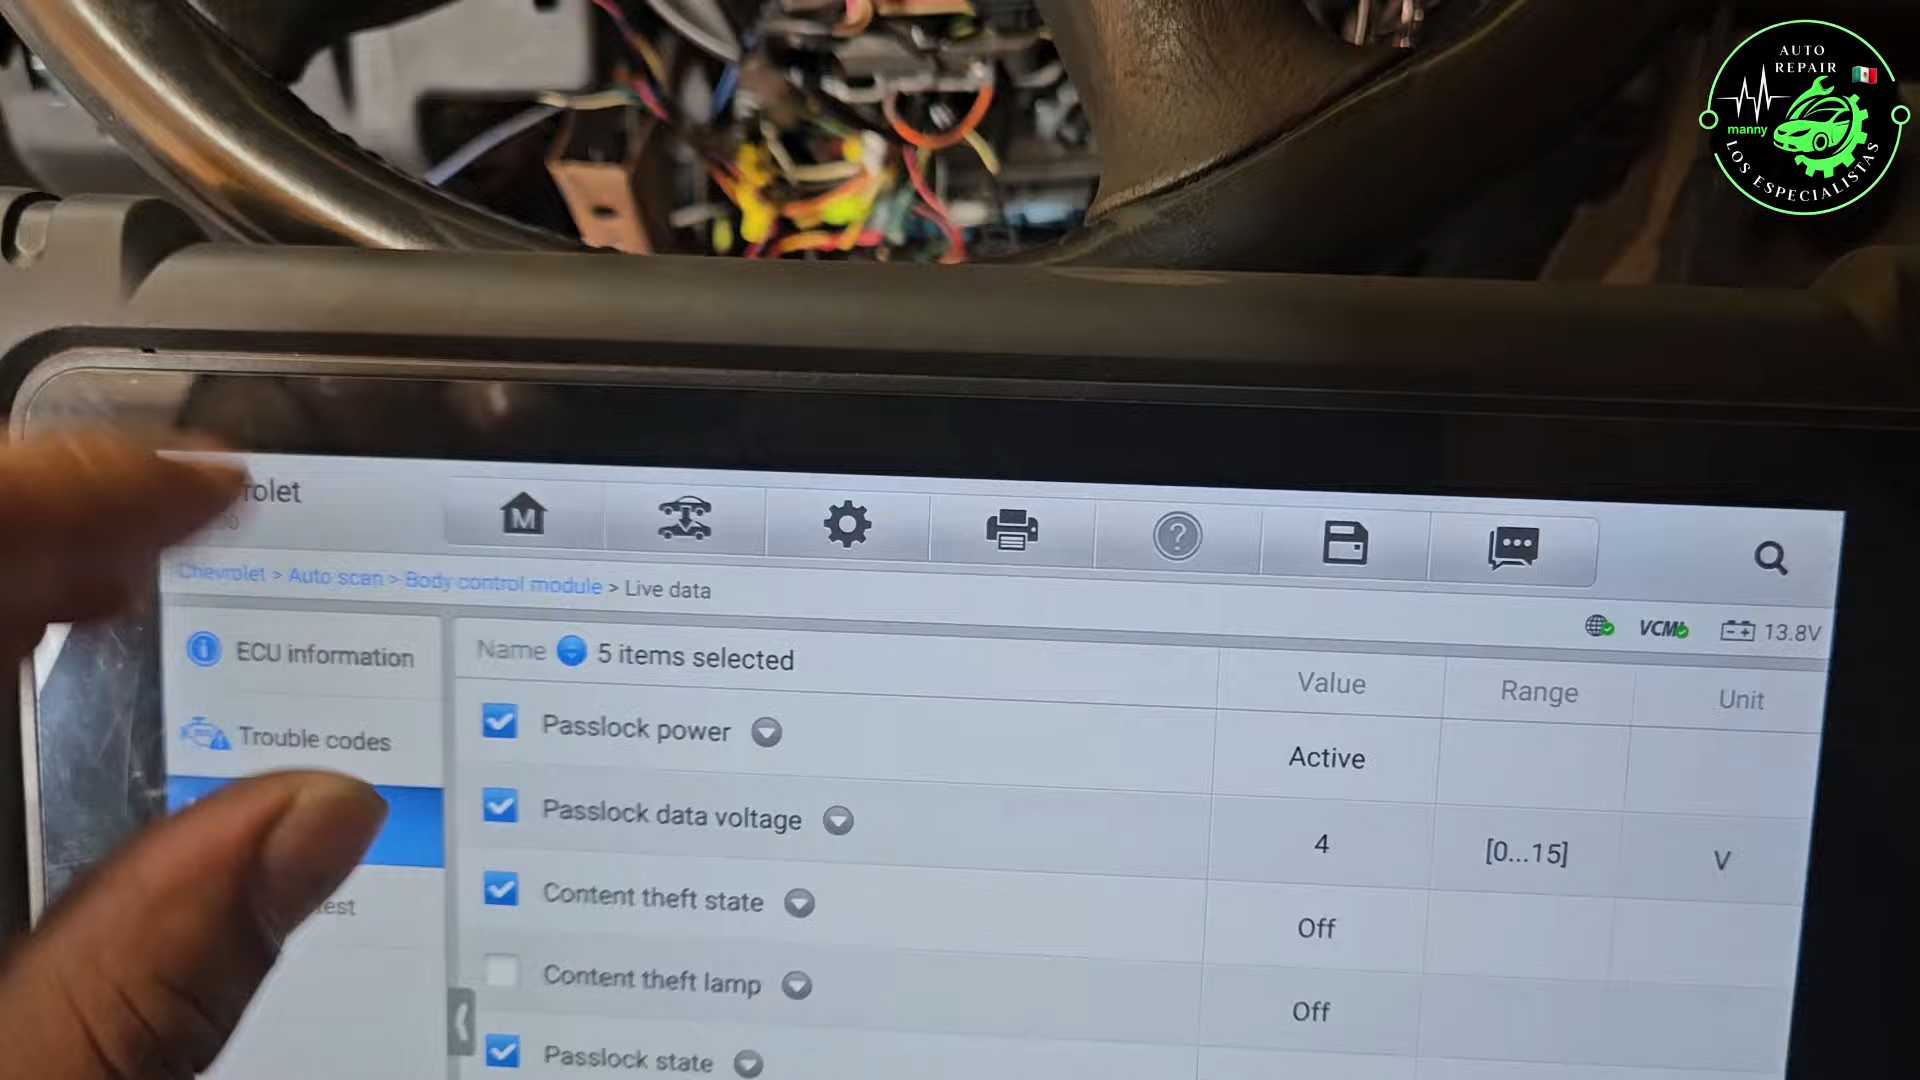 AUTO
REPAIR
manny
LOS ESPECIALISTAS
rolet
M
?
Chevrolet > Auto scan > Body control module > Live data
VCMI
13.8V
ECU information
Name 5 items selected
Value
Range
Unit
Trouble codes
Passlock power
Active
Passlock data voltage
4
[0...15]
V
test
Content theft state
Off
Content theft lamp
Off
Passlock state